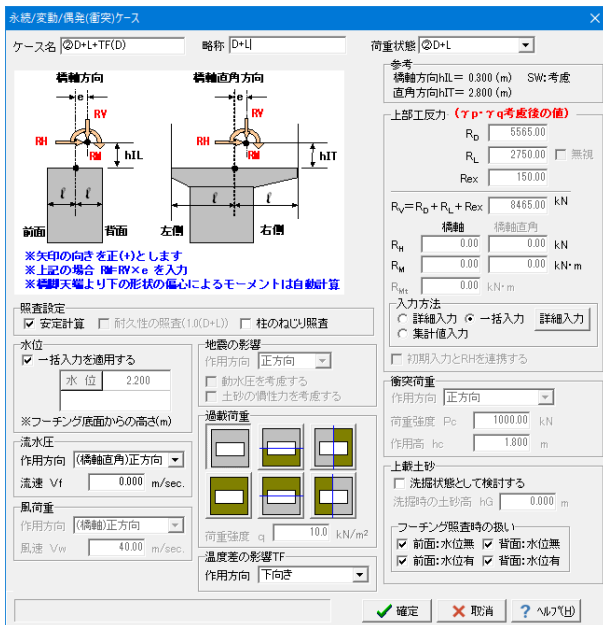 永続/変動/偶発(衝突)ケース
ケース名 ②D+L+TF(D) 略称 D+L 荷重状態 ②D+L
橋軸方向 橋軸直角方向
e e
RV RV
RH RM hIL RH RM hIT
ℓ ℓ ℓ ℓ
前面 背面 左側 右側
※矢印の向きを正(+)とします
※上記の場合 RM=RV×e を入力
※橋脚天端より下の形状の偏心によるモーメントは自動計算
参考
橋軸方向hIL= 0.300 (m) SW:考慮
直角方向hIT= 2.800 (m)
上部工反力 (γp・γq考慮後の値)
RD 5565.00
RL 2750.00 無視
Rex 150.00
RV=RD+RL+Rex 8465.00 kN
橋軸 橋軸直角
RH 0.00 0.00 kN
RM 0.00 0.00 kN・m
RMt 0.00 kN・m
入力方法
詳細入力 一括入力 詳細入力
集計値入力
初期入力とRHを連携する
照査設定
安定計算 耐久性の照査(1.0(D+L)) 柱のねじり照査
水位
一括入力を適用する
水 位 2.200
※フーチング底面からの高さ(m)
流水圧
作用方向 (橋軸直角)正方向
流速 Vf 0.000 m/sec.
風荷重
作用方向 (橋軸)正方向
風速 Vw 40.00 m/sec.
地震の影響
作用方向 正方向
動水圧を考慮する
土砂の慣性力を考慮する
過載荷重
荷重強度 q 10.0 kN/m²
温度差の影響TF
作用方向 下向き
衝突荷重
作用方向 正方向
荷重強度 Pc 1000.00 kN
作用高 hc 1.800 m
上載土砂
洗掘状態として検討する
洗掘時の土砂高 hG 0.000 m
フーチング照査時の扱い
前面:水位無 背面:水位無
前面:水位有 背面:水位有
確定 取消 ? ヘルプ(H)